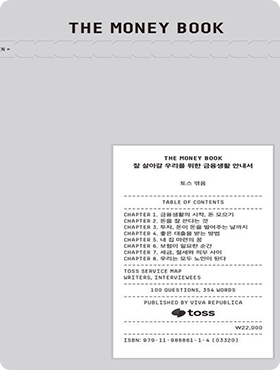 THE MONEY BOOK
THE MONEY BOOK
잘 살아갈 우리를 위한 금융생활 안내서
토스 엮음
TABLE OF CONTENTS
CHAPTER 1. 금융생활의 시작, 돈 모으기
CHAPTER 2. 돈을 잘 쓴다는 것
CHAPTER 3. 투자, 돈이 돈을 벌어주는 날까지
CHAPTER 4. 좋은 대출을 받는 방법
CHAPTER 5. 내 집 마련의 꿈
CHAPTER 6. 보험이 필요한 순간
CHAPTER 7. 세금, 절세와 의무 사이
CHAPTER 8. 우리는 모두 노인이 된다
TOSS SERVICE MAP
WRITERS, INTERVIEWEES
100 QUESTIONS, 354 WORDS
PUBLISHED BY VIVA REPUBLICA
toss
₩22,000
ISBN: 979-11-986861-1-4 (03320)